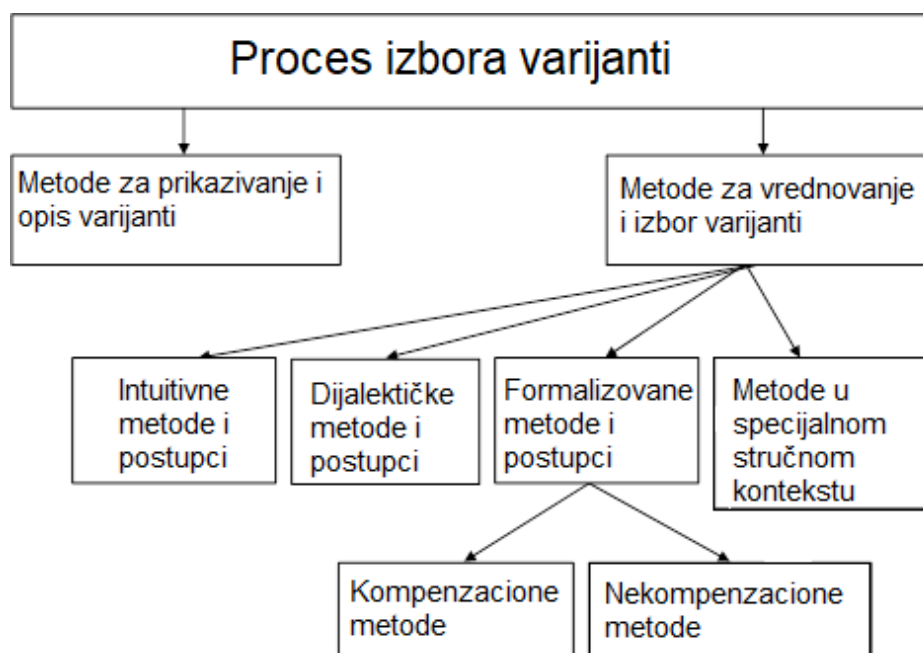 Proces izbora varijanti
Metode za prikazivanje i
opis varijanti
Metode za vrednovanje
i izbor varijanti
Intuitivne
metode i
postupci
Dijalektičke
metode i
postupci
Formalizovane
metode i
postupci
Metode u
specijalnom
stručnom
kontekstu
Kompenzacione
metode
Nekompenzacione
metode